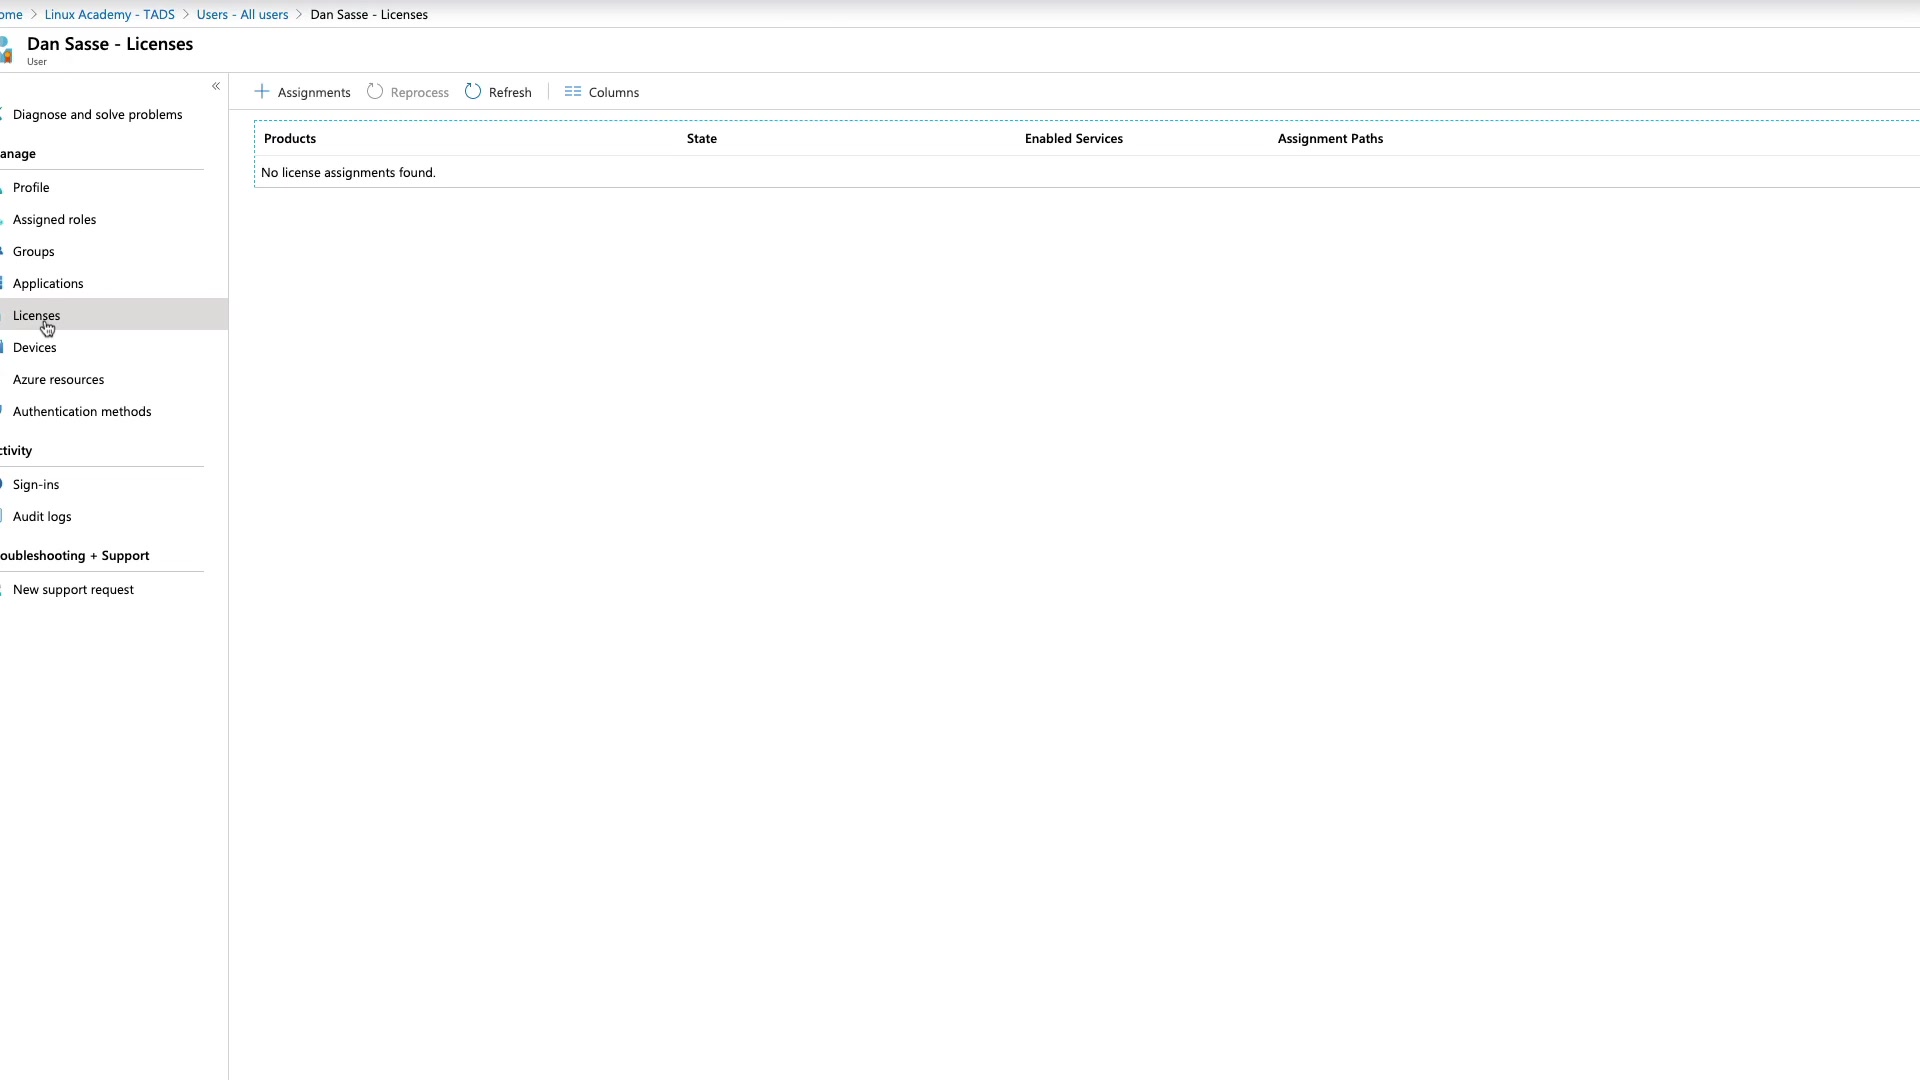 ome > Linux Academy - TADS > Users - All users > Dan Sasse - Licenses
Dan Sasse - Licenses
User
«
Assignments Reprocess Refresh Columns
Diagnose and solve problems
anage
Profile
Assigned roles
Groups
Applications
Licenses
Devices
Azure resources
Authentication methods
ctivity
Sign-ins
Audit logs
oubleshooting + Support
New support request
Products State Enabled Services Assignment Paths
No license assignments found.